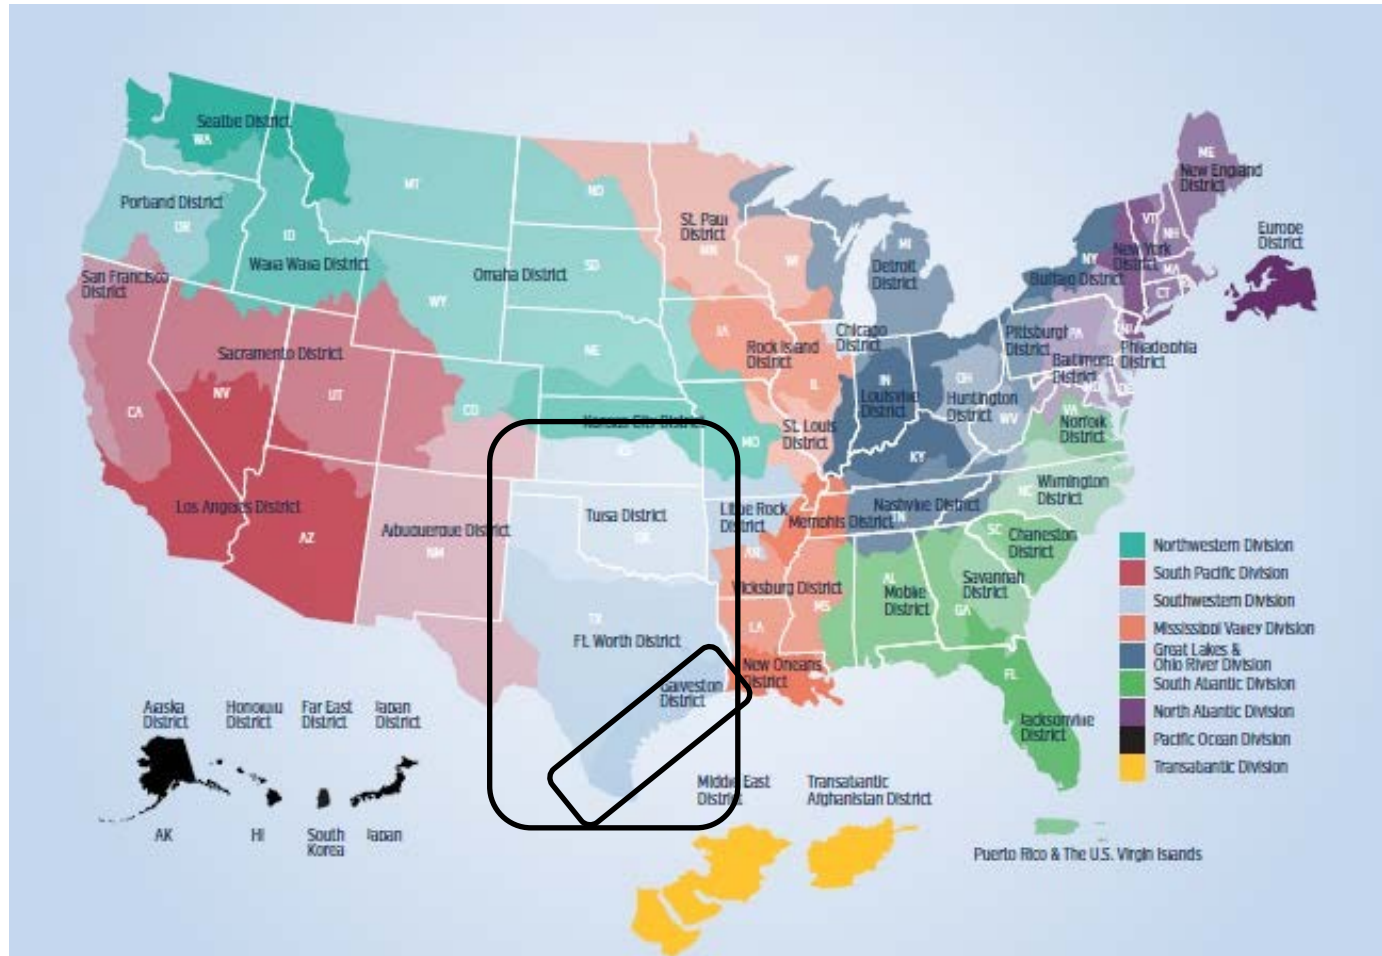 Seattle District
WA
Portland District
OR
ID
Walla Walla District
MT
ND
SD
Omaha District
WY
NE
St. Paul
District
MN
WI
MI
Detroit
District
ME
New England
District
VT
NH
New York
District
NY
Buffalo District
MA
CT
Europe
District
San Francisco
District
Sacramento District
CA
NV
UT
CO
IA
Rock Island
District
IL
Chicago
District
IN
Louisville
District
OH
Huntington
District
Pittsburgh
District
PA
Baltimore
District
Philadelphia
District
WV
VA
Norfolk
District
Kansas City District
KS
MO
St. Louis
District
KY
Los Angeles District
AZ
Albuquerque District
NM
Tulsa District
OK
Little Rock
District
AR
Memphis District
Nashville District
TN
NC
Wilmington
District
SC
Charleston
District
Vicksburg District
MS
AL
Mobile
District
Savannah
District
GA
TX
Ft. Worth District
LA
New Orleans
District
Galveston
District
FL
Jacksonville
District
Northwestern Division
South Pacific Division
Southwestern Division
Mississippi Valley Division
Great Lakes &
Ohio River Division
South Atlantic Division
North Atlantic Division
Pacific Ocean Division
Transatlantic Division
Alaska
District
Honolulu
District
Far East
District
Japan
District
AK
HI
South
Korea
Japan
Middle East
District
Transatlantic
Afghanistan District
Puerto Rico & The U.S. Virgin Islands